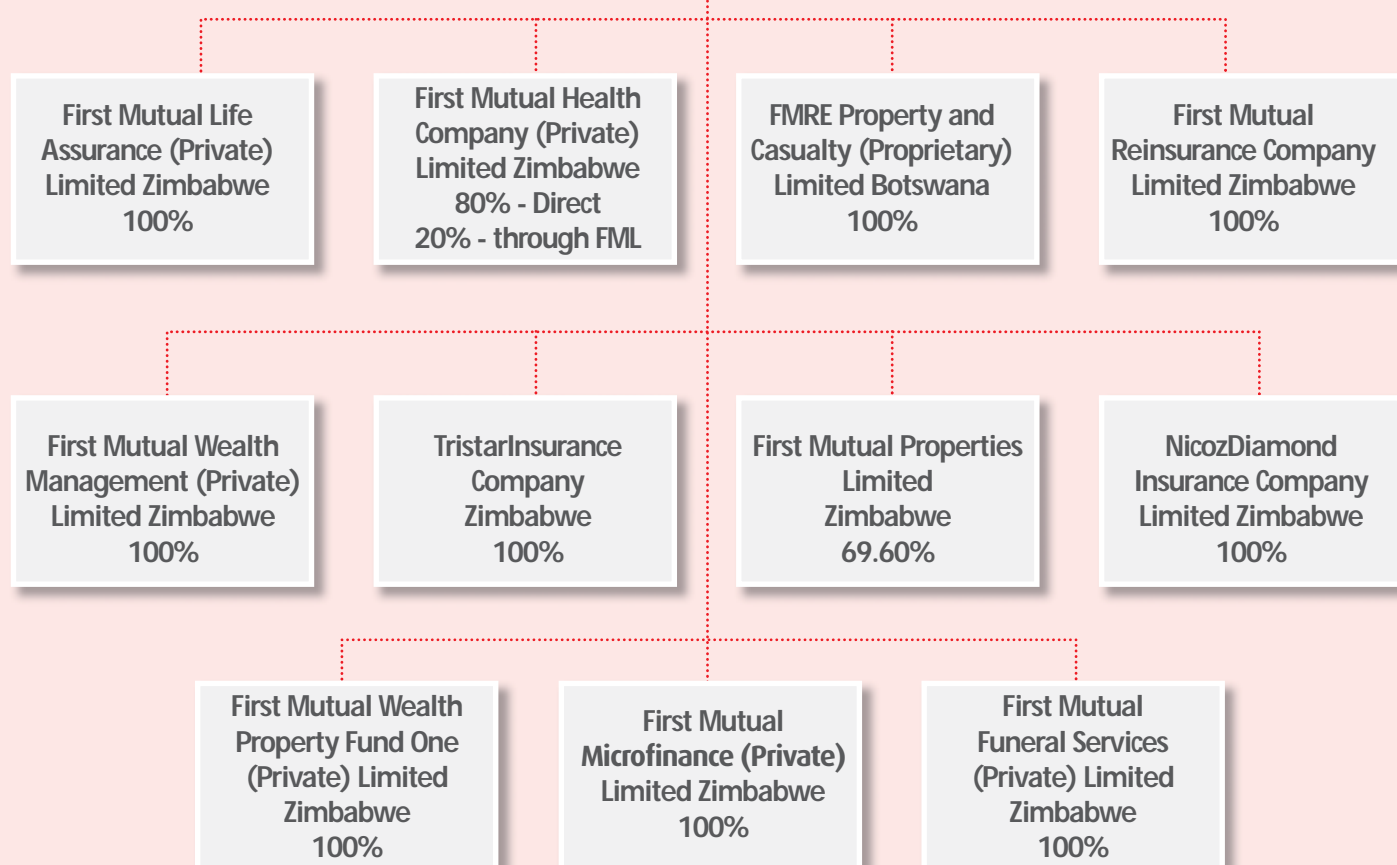 First Mutual Life
Assurance (Private)
Limited Zimbabwe
100%
First Mutual Health
Company (Private)
Limited Zimbabwe
80% - Direct
20% - through FML
FMRE Property and
Casualty (Proprietary)
Limited Botswana
100%
First Mutual
Reinsurance Company
Limited Zimbabwe
100%
First Mutual Wealth
Management (Private)
Limited Zimbabwe
100%
TristarInsurance
Company
Zimbabwe
100%
First Mutual Properties
Limited
Zimbabwe
69.60%
NicozDiamond
Insurance Company
Limited Zimbabwe
100%
First Mutual Wealth
Property Fund One
(Private) Limited
Zimbabwe
100%
First Mutual
Microfinance (Private)
Limited Zimbabwe
100%
First Mutual
Funeral Services
(Private) Limited
Zimbabwe
100%